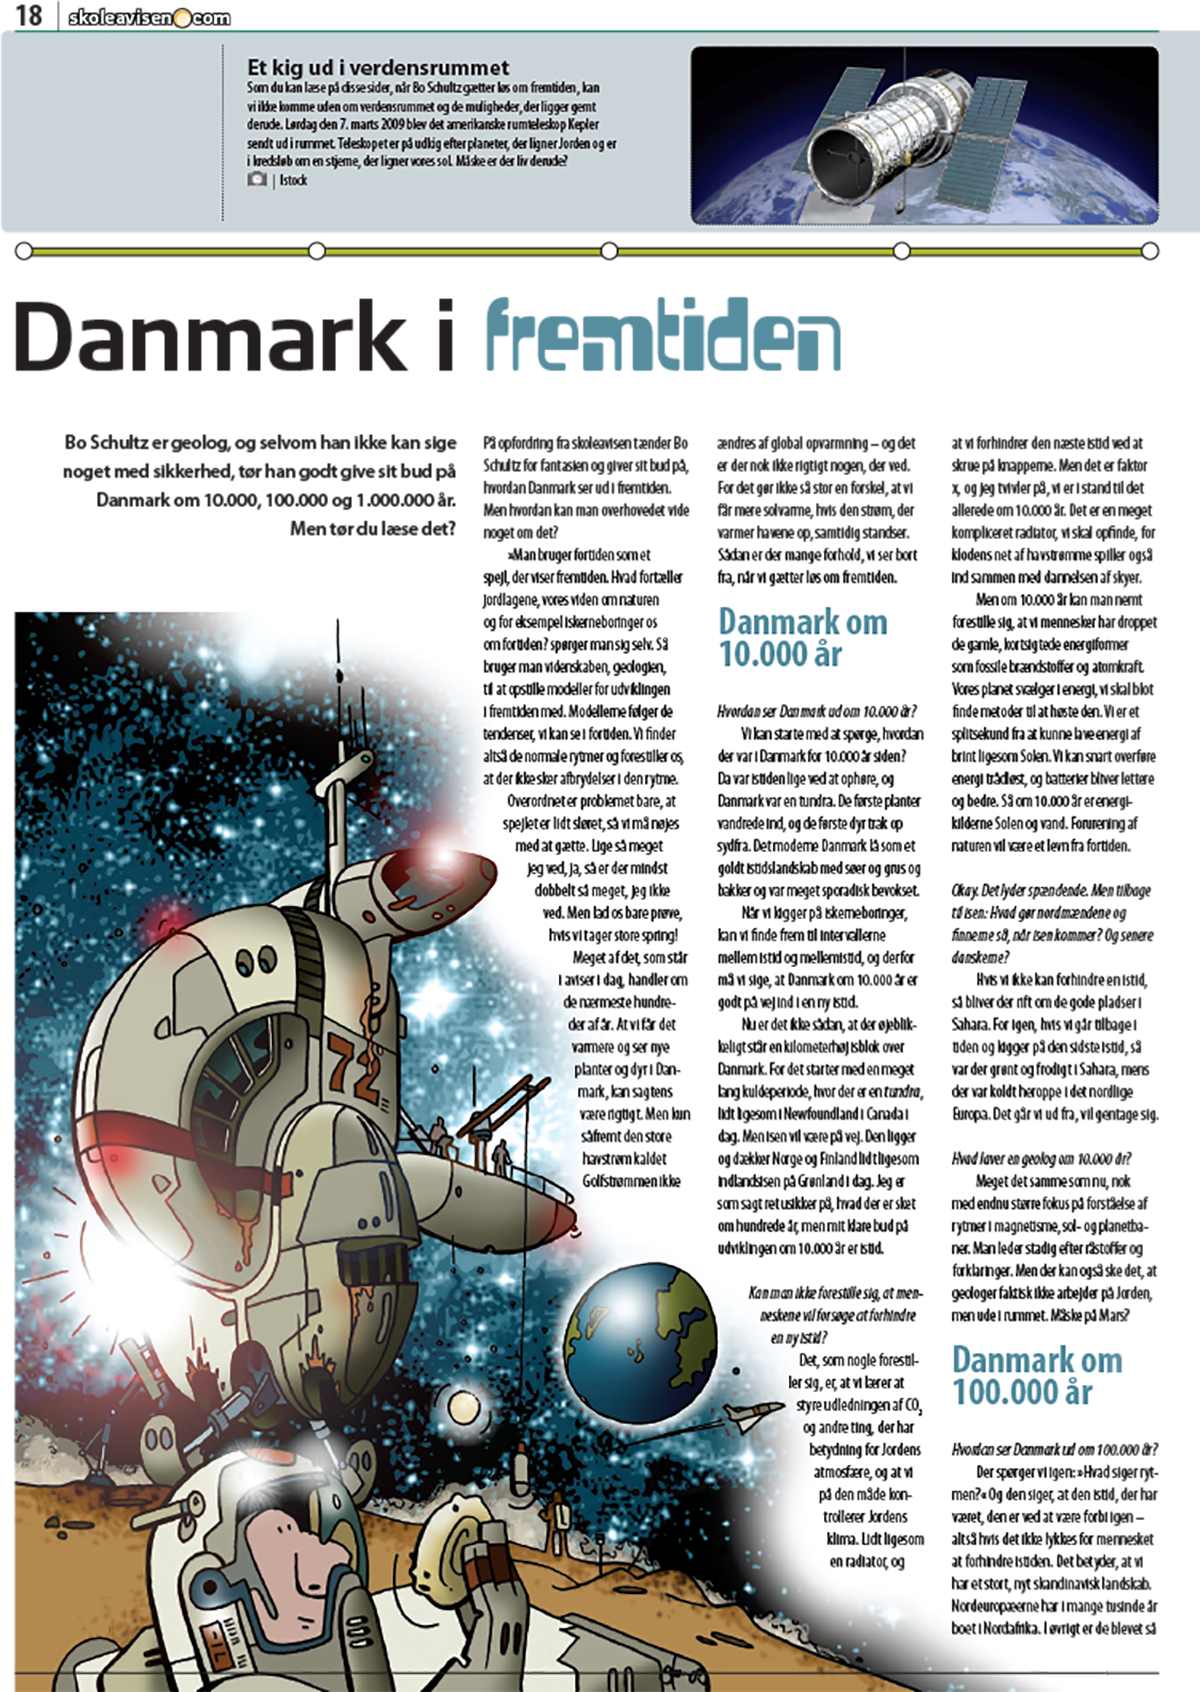 18
skoleavisen.com
Et kig ud i verdensrummet
Som du kan læse på disse sider, når Bo Schultz gætter løs om fremtiden, kan
vi ikke komme uden om verdensrummet og de muligheder, der ligger gemt
derude. Lørdag den 7. marts 2009 blev det amerikanske rumteleskop Kepler
sendt ud i rummet. Teleskopet er på udkig efter planeter, der ligner Jorden og er
i kredsløb om en stjerne, der ligner vores sol. Måske er der liv derude?
| Istock
Danmark i fremtiden
Bo Schultz er geolog, og selvom han ikke kan sige
noget med sikkerhed, tør han godt give sit bud på
Danmark om 10.000, 100.000 og 1.000.000 år.
Men tør du læse det?
På opfordring fra skoleavisen tænder Bo
Schultz for fantasien og giver sit bud på,
hvordan Danmark ser ud i fremtiden.
Men hvordan kan man overhovedet vide
noget om det?
»Man bruger fortiden som et
spejl, der viser fremtiden. Hvad fortæller
jordlagene, vores viden om naturen
og for eksempel iskerneboringer os
om fortiden? spørger man sig selv. Så
bruger man videnskaben, geologien,
til at opstille modeller for udviklingen
i fremtiden med. Modellerne følger de
tendenser, vi kan se i fortiden. Vi finder
altså de normale rytmer og forestiller os,
at der ikke sker afbrydelser i den rytme.
Overordnet er problemet bare, at
spejlet er lidt sløret, så vi må nøjes
med at gætte. Lige så meget
jeg ved, ja, så er der mindst
dobbelt så meget, jeg ikke
ved. Men lad os bare prøve,
hvis vi tager store spring!
Meget af det, som står
i aviser i dag, handler om
de nærmeste hundre-
der af år. At vi får det
varmere og ser nye
planter og dyr i Dan-
mark, kan sagtens
være rigtigt. Men kun
såfremt den store
havstrøm kaldet
Golfstrømmen ikke
ændres af global opvarmning – og det
er der nok ikke rigtigt nogen, der ved.
For det gør ikke så stor en forskel, at vi
får mere solvarme, hvis den strøm, der
varmer havene op, samtidig standser.
Sådan er der mange forhold, vi ser bort
fra, når vi gætter løs om fremtiden.
Danmark om
10.000 år
Hvordan ser Danmark ud om 10.000 år?
Vi kan starte med at spørge, hvordan
der var i Danmark for 10.000 år siden?
Da var istiden lige ved at ophøre, og
Danmark var en tundra. De første planter
vandrede ind, og de første dyr trak op
sydfra. Det moderne Danmark lå som et
goldt istidslandskab med søer og grus og
bakker og var meget sporadisk bevokset.
Når vi kigger på iskerneboringer,
kan vi finde frem til intervallerne
mellem istid og mellemistid, og derfor
må vi sige, at Danmark om 10.000 år er
godt på vej ind i en ny istid.
Nu er det ikke sådan, at der øjeblik-
keligt står en kilometerhøj isblok over
Danmark. For det starter med en meget
lang kuldeperiode, hvor der er en tundra,
lidt ligesom i Newfoundland i Canada i
dag. Men isen vil være på vej. Den ligger
og dækker Norge og Finland lidt ligesom
indlandsisen på Grønland i dag. Jeg er
som sagt ret usikker på, hvad der er sket
om hundrede år, men mit klare bud på
udviklingen om 10.000 år er istid.
Kan man ikke forestille sig, at men-
neskene vil forsøge at forhindre
en ny istid?
Det, som nogle forestil-
ler sig, er, at vi lærer at
styre udledningen af CO₂
og andre ting, der har
betydning for Jordens
atmosfære, og at vi
på den måde kon-
trollerer Jordens
klima. Lidt ligesom
en radiator, og
at vi forhindrer den næste istid ved at
skrue på knapperne. Men det er faktor
x, og jeg tvivler på, vi er i stand til det
allerede om 10.000 år. Det er en meget
kompliceret radiator, vi skal opfinde, for
klodens net af havstrømme spiller også
ind sammen med dannelsen af skyer.
Men om 10.000 år kan man nemt
forestille sig, at vi mennesker har droppet
de gamle, kortsigtede energiformer
som fossile brændstoffer og atomkraft.
Vores planet svælger i energi, vi skal blot
finde metoder til at høste den. Vi er et
splitsekund fra at kunne lave energi af
brint ligesom Solen. Vi kan snart overføre
energi trådløst, og batterier bliver lettere
og bedre. Så om 10.000 år er energi-
kilderne Solen og vand. Forurening af
naturen vil være et levn fra fortiden.
Okay. Det lyder spændende. Men tilbage
til isen: Hvad gør nordmændene og
finnerne så, når isen kommer? Og senere
danskerne?
Hvis vi ikke kan forhindre en istid,
så bliver der rift om de gode pladser i
Sahara. For igen, hvis vi går tilbage i
tiden og kigger på den sidste istid, så
var der grønt og frodigt i Sahara, mens
der var koldt heroppe i det nordlige
Europa. Det går vi ud fra, vil gentage sig.
Hvad laver en geolog om 10.000 år?
Meget det samme som nu, nok
med endnu større fokus på forståelse af
rytmer i magnetisme, sol- og planetba-
ner. Man leder stadig efter råstoffer og
forklaringer. Men der kan også ske det, at
geologer faktisk ikke arbejder på Jorden,
men ude i rummet. Måske på Mars?
Danmark om
100.000 år
Hvordan ser Danmark ud om 100.000 år?
Der spørger vi igen: »Hvad siger ryt-
men?« Og den siger, at den istid, der har
været, den er ved at være forbi igen –
altså hvis det ikke lykkes for mennesket
at forhindre istiden. Det betyder, at vi
har et stort, nyt skandinavisk landskab.
Nordeuropæerne har i mange tusinde år
boet i Nordafrika. I øvrigt er de blevet så
72